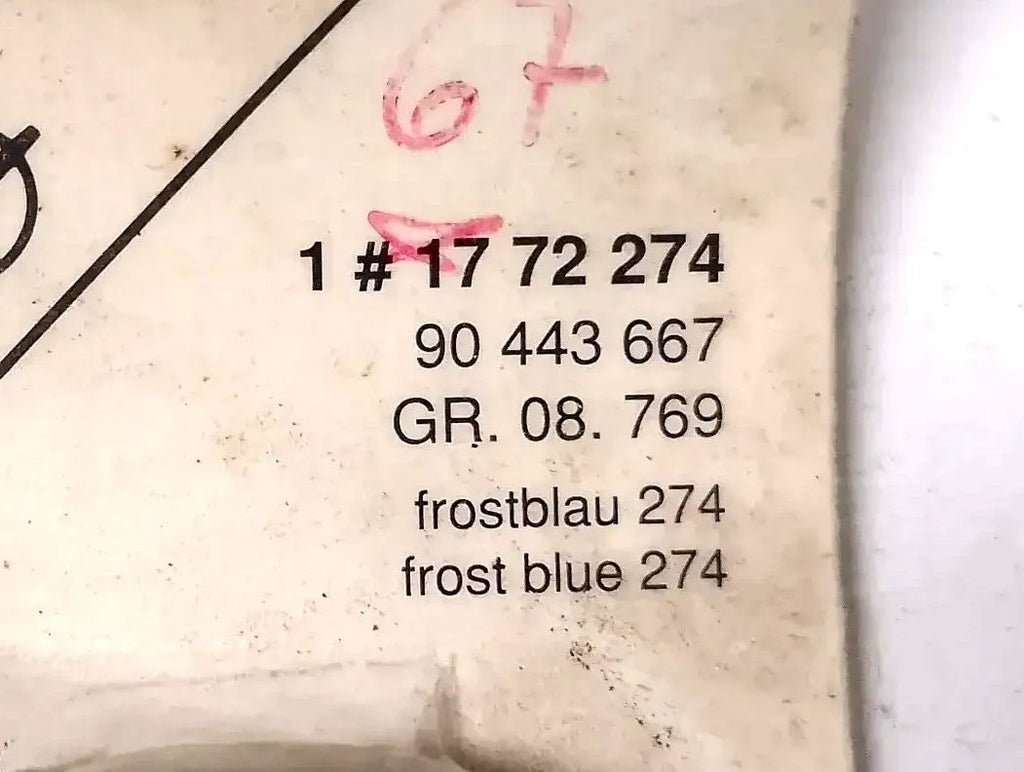 67
1 # 17 72 274
90 443 667
GR. 08. 769
frostblau 274
frost blue 274